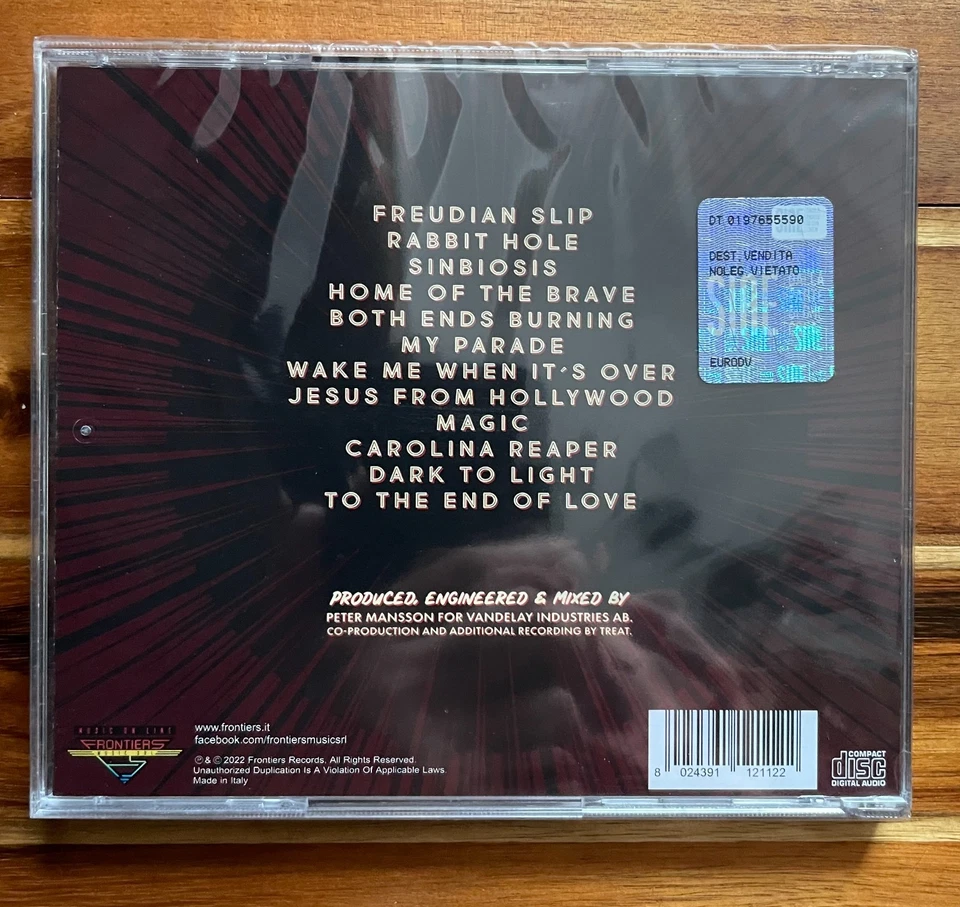 FREUDIAN SLIP
RABBIT HOLE
SINBIOSIS
HOME OF THE BRAVE
BOTH ENDS BURNING
MY PARADE
WAKE ME WHEN IT´S OVER
JESUS FROM HOLLYWOOD
MAGIC
CAROLINA REAPER
DARK TO LIGHT
TO THE END OF LOVE
DT 0197655590
DEST.VENDITA
NOLEG.VIETATO
SIAE
EURODV
PRODUCED, ENGINEERED & MIXED BY
PETER MANSSON FOR VANDELAY INDUSTRIES AB.
CO-PRODUCTION AND ADDITIONAL RECORDING BY TREAT.
MUSIC ON LINE
FRONTIERS
MUSIC SRL
www.frontiers.it
facebook.com/frontiersmusicsrl
℗ & © 2022 Frontiers Records. All Rights Reserved.
Unauthorized Duplication Is A Violation Of Applicable Laws.
Made in Italy
8 024391 121122
COMPACT
disc
DIGITAL AUDIO